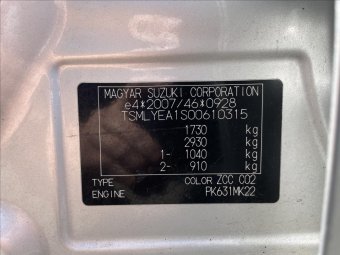 MAGYAR SUZUKI CORPORATION
e4*2007/46*0928
TSMLYEA1S00610315
1730 kg
2930 kg
1- 1040 kg
2- 910 kg
TYPE COLOR ZCC C02
ENGINE PK631MK22